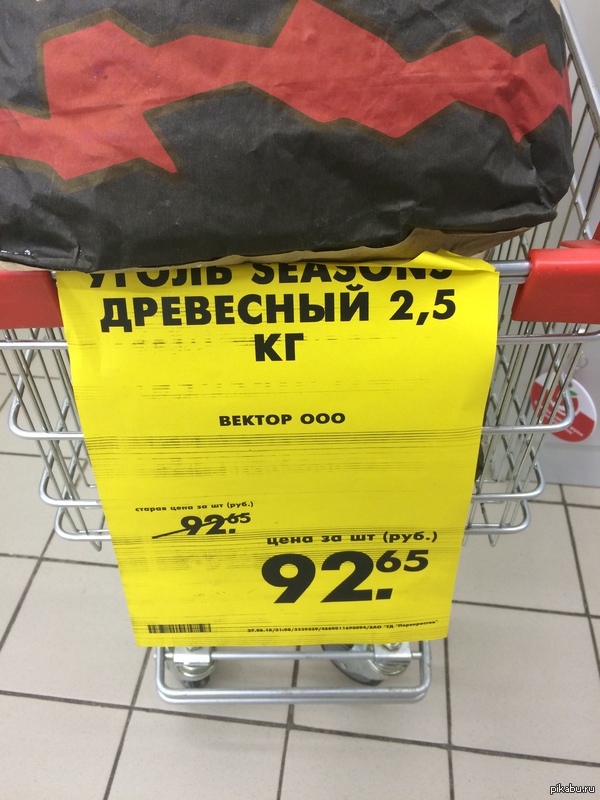 УГОЛЬ SEASONS
ДРЕВЕСНЫЙ 2,5
КГ
ВЕКТОР ООО
старая цена за шт (руб.)
92.65
цена за шт (руб.)
92.65
pikabu.ru